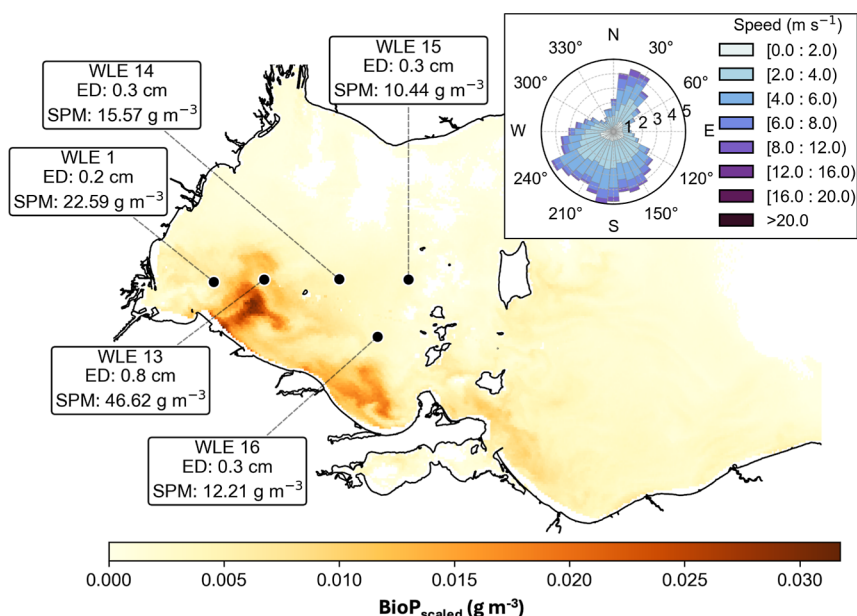 WLE 15
ED: 0.3 cm
SPM: 10.44 g m⁻³
WLE 14
ED: 0.3 cm
SPM: 15.57 g m⁻³
WLE 1
ED: 0.2 cm
SPM: 22.59 g m⁻³
WLE 13
ED: 0.8 cm
SPM: 46.62 g m⁻³
WLE 16
ED: 0.3 cm
SPM: 12.21 g m⁻³
N
30°
60°
E
120°
150°
S
210°
240°
W
300°
330°
1 2 3 4 5
Speed (m s⁻¹)
[0.0 : 2.0)
[2.0 : 4.0)
[4.0 : 6.0)
[6.0 : 8.0)
[8.0 : 12.0)
[12.0 : 16.0)
[16.0 : 20.0)
>20.0
0.000 0.005 0.010 0.015 0.020 0.025 0.030
BioP_scaled (g m⁻³)